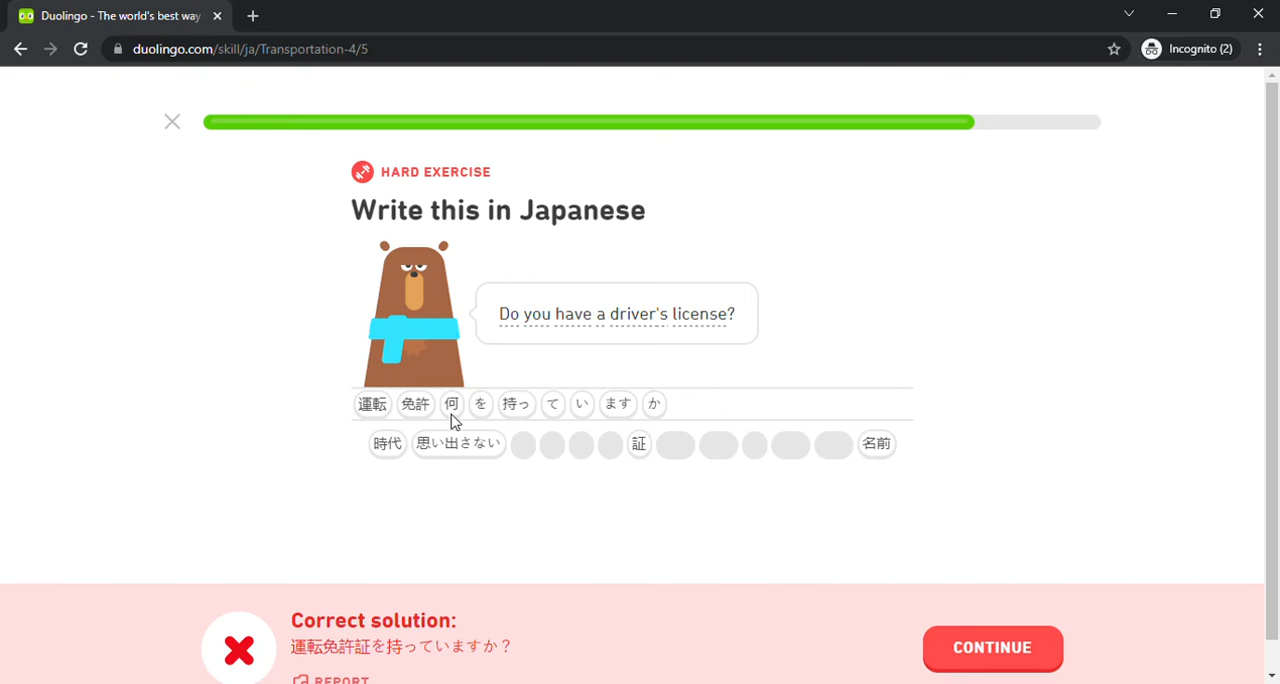 Duolingo - The world's best way
duolingo.com/skill/ja/Transportation-4/5
Incognito (2)
HARD EXERCISE
Write this in Japanese
Do you have a driver's license?
運転 免許 何 を 持っ て い ます か
時代 思い出さない 証 名前
Correct solution:
運転免許証を持っていますか？
CONTINUE
REPORT